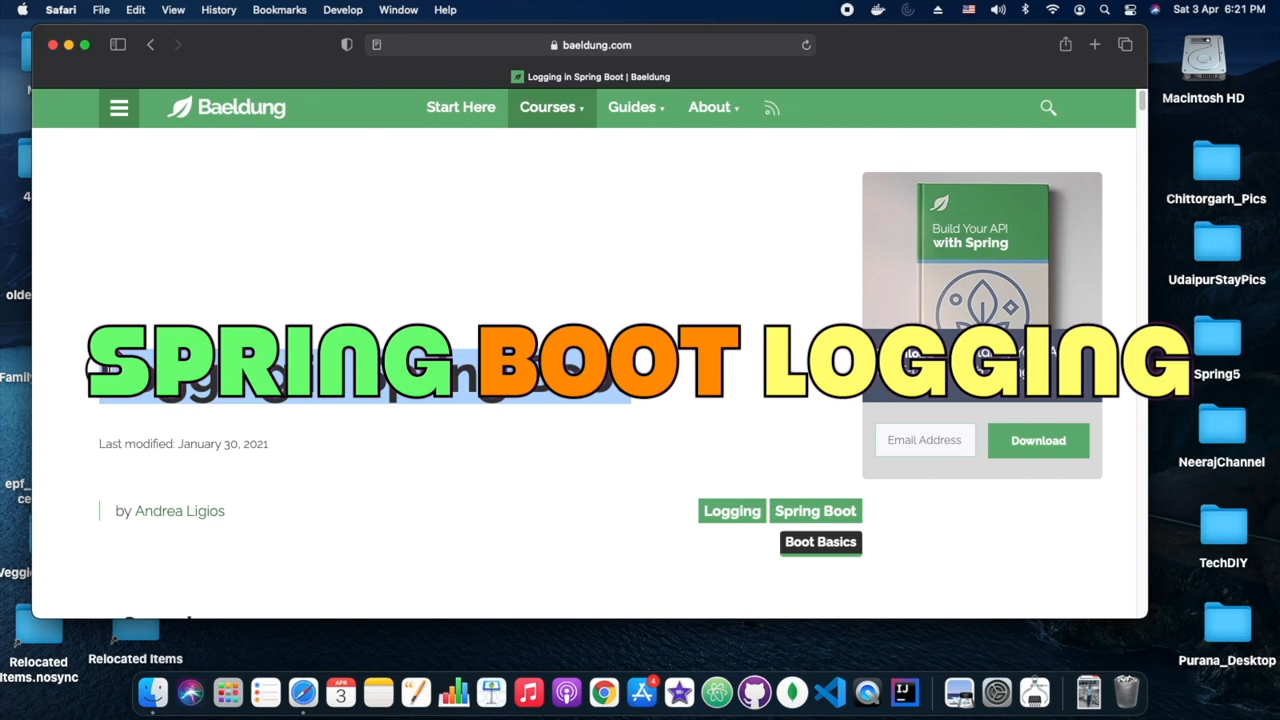 Safari File Edit View History Bookmarks Develop Window Help Sat 3 Apr 6:21 PM
baeldung.com
Logging in Spring Boot | Baeldung
Baeldung Start Here Courses Guides About
Macintosh HD
Chittorgarh_Pics
Build Your API
with Spring
UdaipurStayPics
SPRING BOOT LOGGING
Spring5
Last modified: January 30, 2021
Email Address Download
NeerajChannel
by Andrea Ligios
Logging Spring Boot
Boot Basics
TechDIY
Relocated
Items.nosync
Relocated Items
Purana_Desktop
APR
3
4